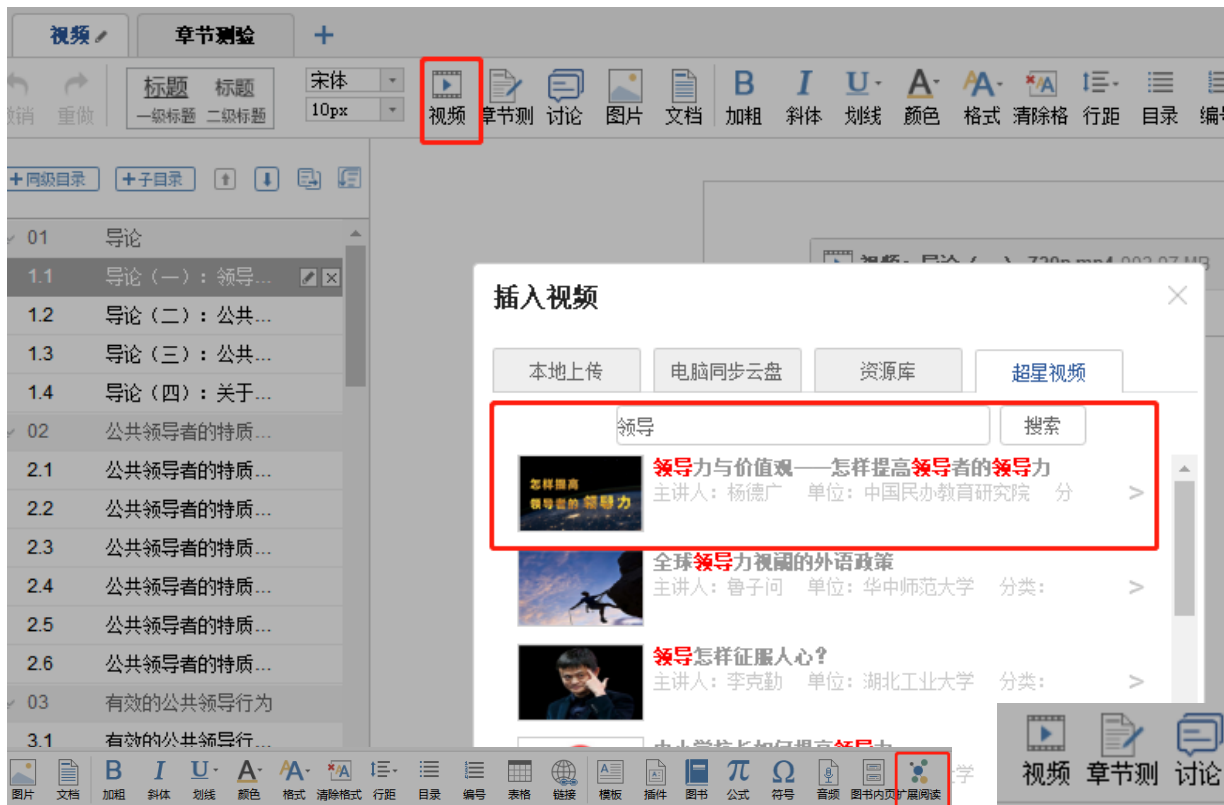 视频 章节测验 +
撤销 重做 标题 标题 宋体
一级标题 二级标题 10px
视频 章节测 讨论 图片 文档 B 加粗 I 斜体 U 划线 A 颜色 AA 格式 清除格 行距 目录 编号
+同级目录 +子目录
01 导论
1.1 导论（一）：领导...
1.2 导论（二）：公共...
1.3 导论（三）：公共...
1.4 导论（四）：关于...
02 公共领导者的特质...
2.1 公共领导者的特质...
2.2 公共领导者的特质...
2.3 公共领导者的特质...
2.4 公共领导者的特质...
2.5 公共领导者的特质...
2.6 公共领导者的特质...
03 有效的公共领导行为
3.1 有效的公共领导行...
插入视频
本地上传 电脑同步云盘 资源库 超星视频
领导 搜索
怎样提高
领导者的 领导力
领导力与价值观——怎样提高领导者的领导力
主讲人：杨德广 单位：中国民办教育研究院 分
全球领导力视阈的外语政策
主讲人：鲁子问 单位：华中师范大学 分类：
领导怎样征服人心？
主讲人：李克勤 单位：湖北工业大学 分类：
图片 文档 加粗 斜体 划线 颜色 格式 清除格式 行距 目录 编号 表格 链接 模板 插件 图书 公式 符号 音频 图书内页 扩展阅读
视频 章节测 讨论